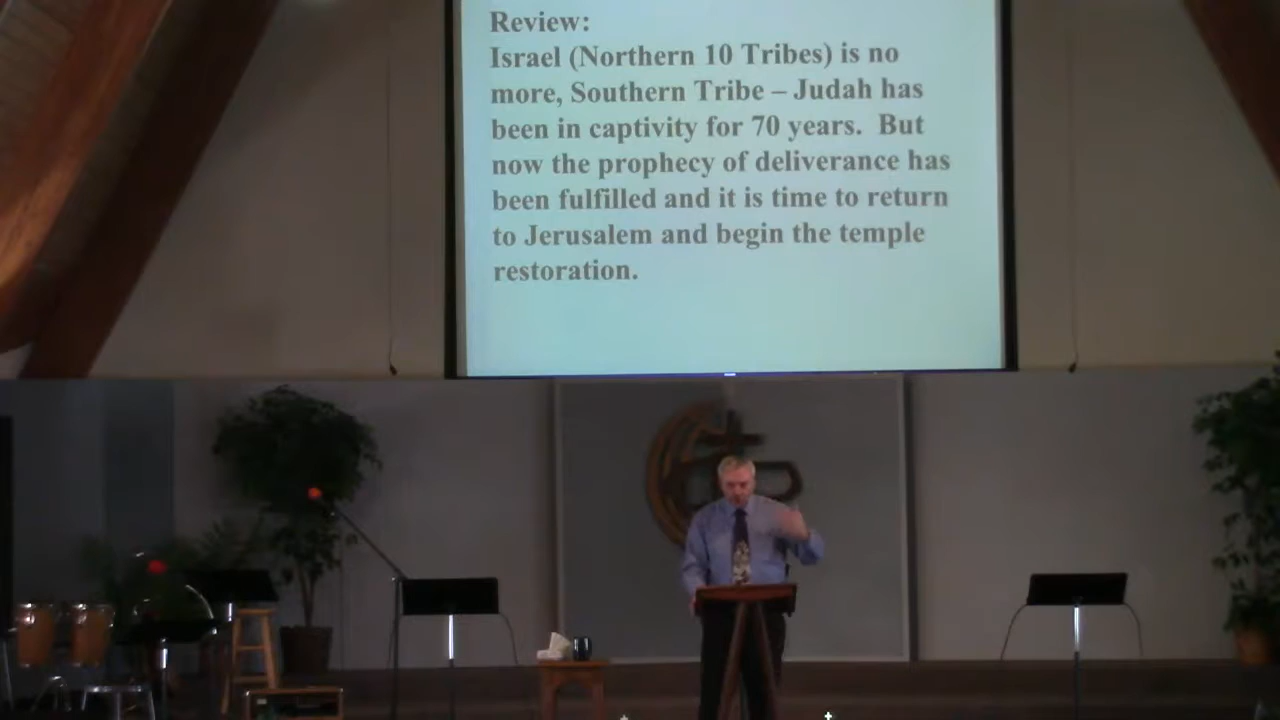 Review:
Israel (Northern 10 Tribes) is no
more, Southern Tribe – Judah has
been in captivity for 70 years.  But
now the prophecy of deliverance has
been fulfilled and it is time to return
to Jerusalem and begin the temple
restoration.